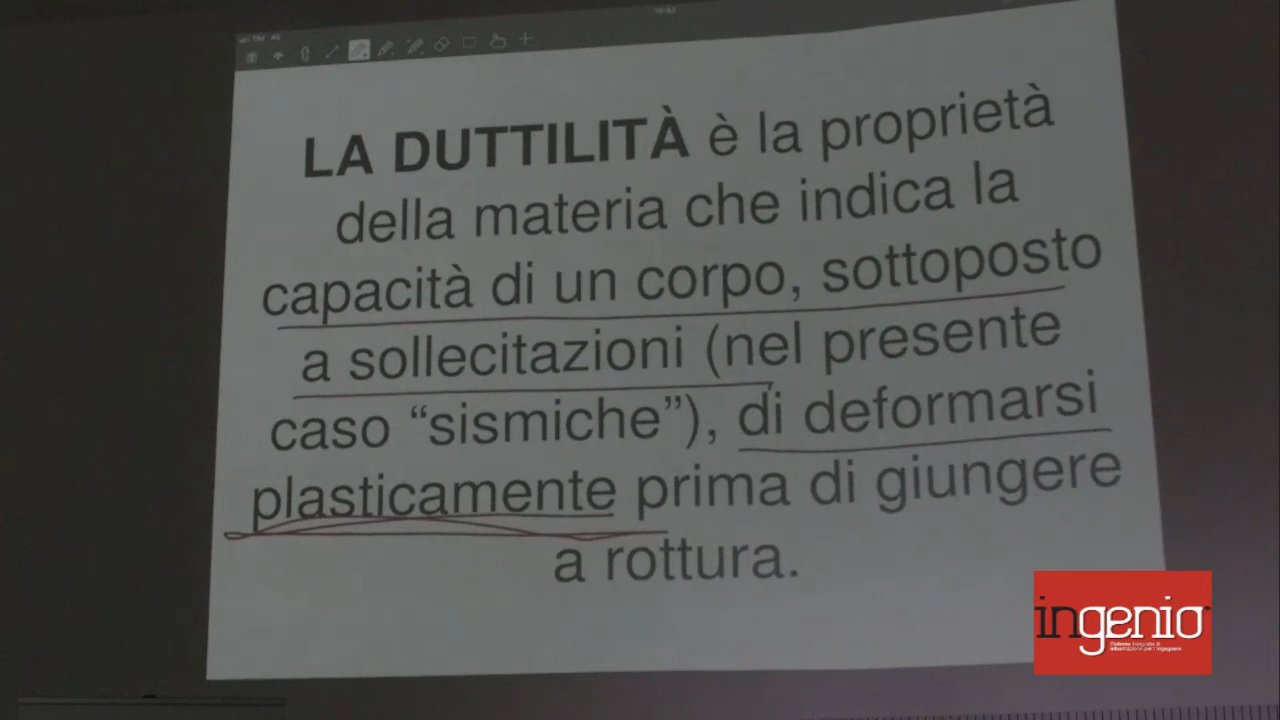 LA DUTTILITÀ è la proprietà
della materia che indica la
capacità di un corpo, sottoposto
a sollecitazioni (nel presente
caso “sismiche”), di deformarsi
plasticamente prima di giungere
a rottura.
ingenio